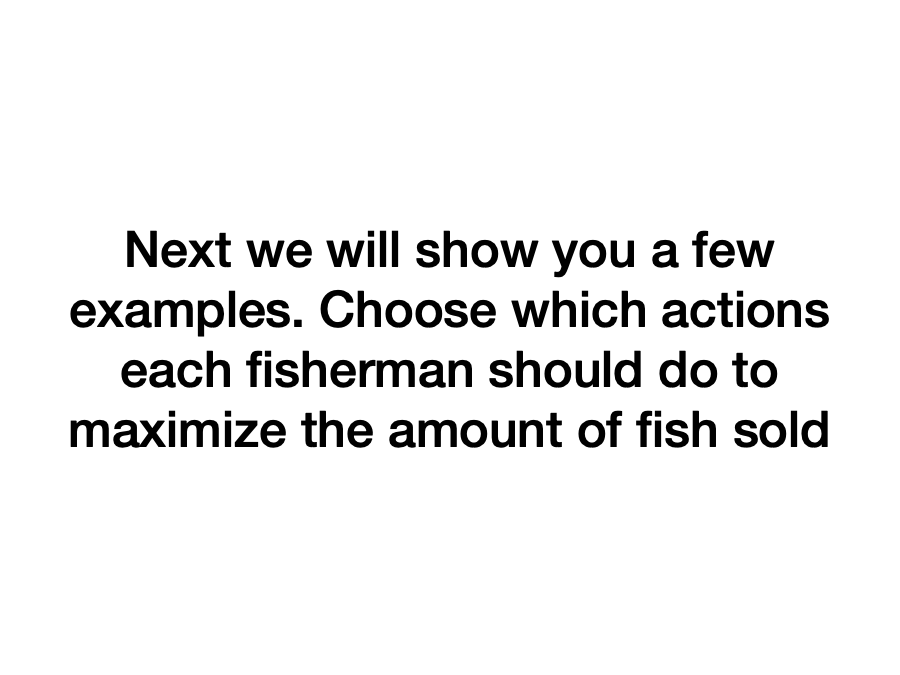 Next we will show you a few
examples. Choose which actions
each fisherman should do to
maximize the amount of fish sold